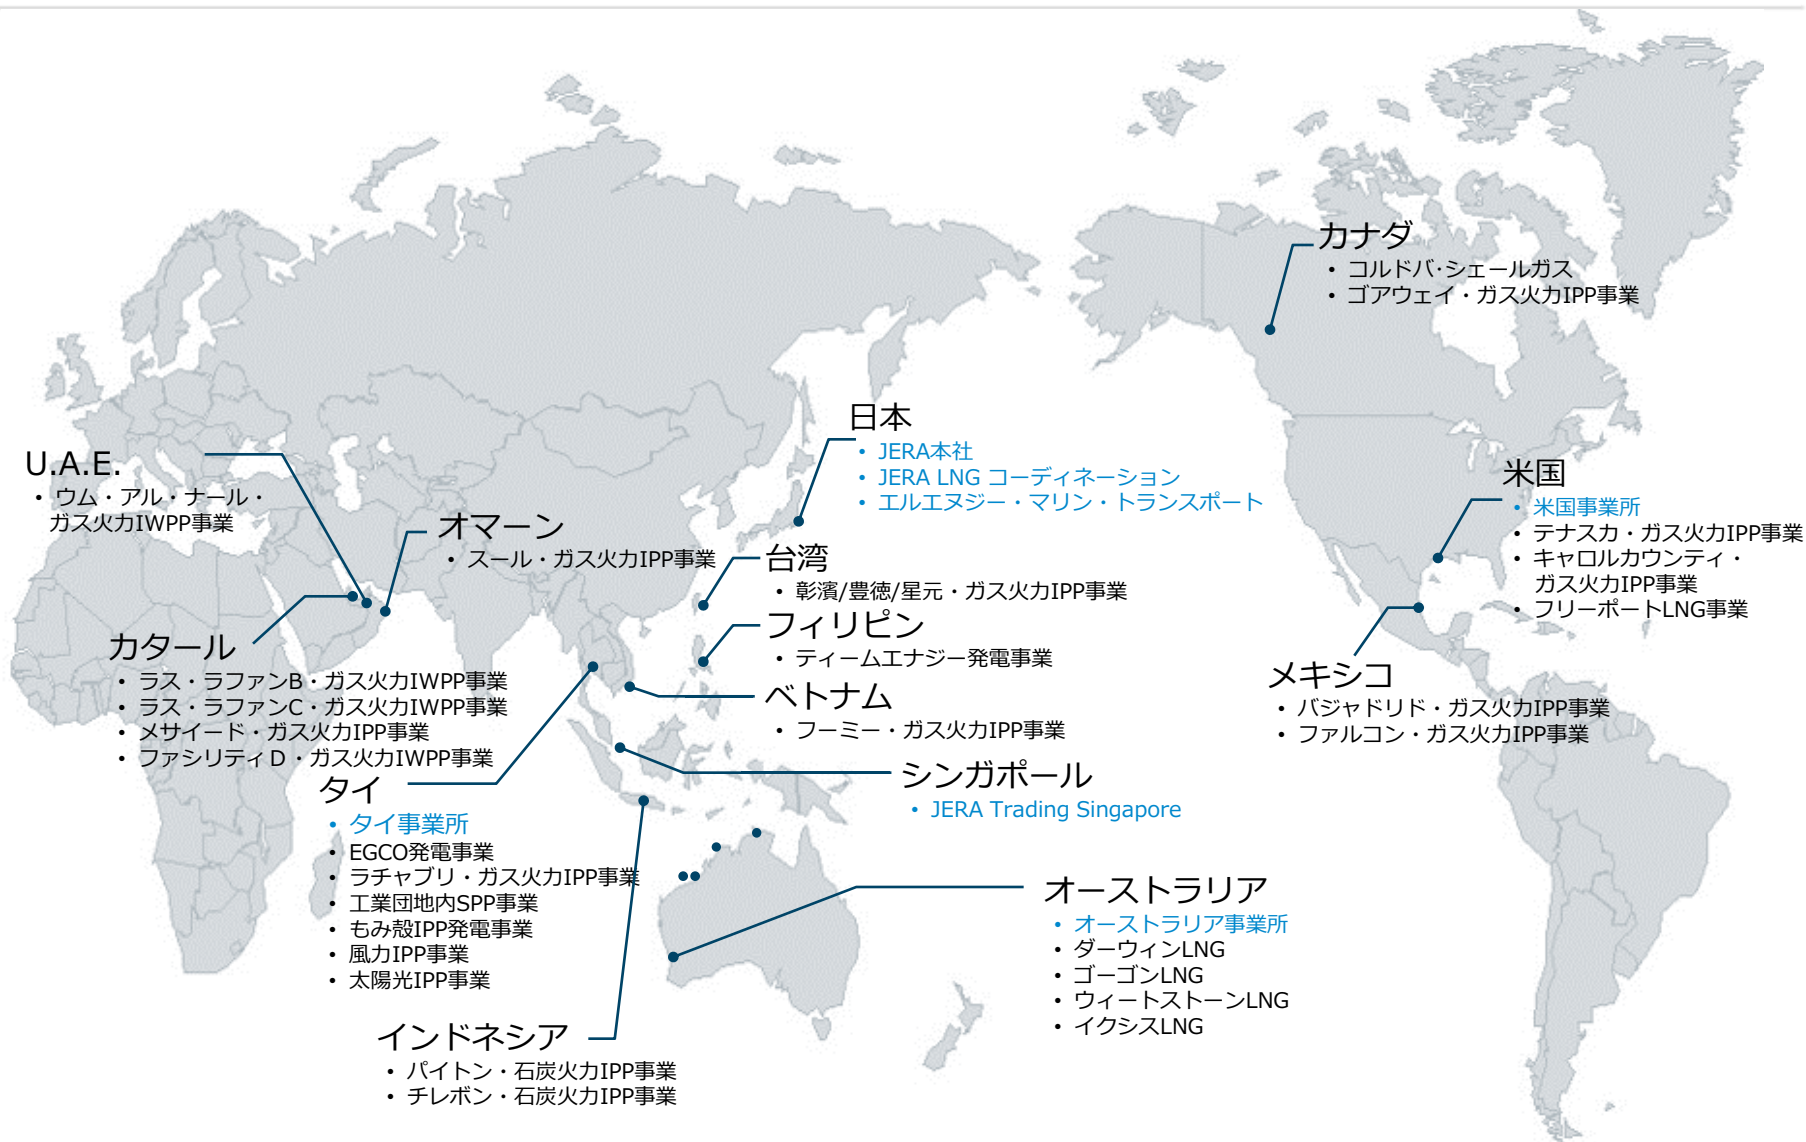 カナダ
• コルドバ・シェールガス
• ゴアウェイ・ガス火力IPP事業
日本
• JERA本社
• JERA LNG コーディネーション
• エルエヌジー・マリン・トランスポート
U.A.E.
• ウム・アル・ナール・
ガス火力IWPP事業
米国
• 米国事業所
• テナスカ・ガス火力IPP事業
• キャロルカウンティ・
ガス火力IPP事業
• フリーポートLNG事業
オマーン
• スール・ガス火力IPP事業
台湾
• 彰濱/豊徳/星元・ガス火力IPP事業
フィリピン
• ティームエナジー発電事業
カタール
• ラス・ラファンB・ガス火力IWPP事業
• ラス・ラファンC・ガス火力IWPP事業
• メサイード・ガス火力IPP事業
• ファシリティD・ガス火力IWPP事業
ベトナム
• フーミー・ガス火力IPP事業
メキシコ
• バジャドリド・ガス火力IPP事業
• ファルコン・ガス火力IPP事業
シンガポール
• JERA Trading Singapore
タイ
• タイ事業所
• EGCO発電事業
• ラチャブリ・ガス火力IPP事業
• 工業団地内SPP事業
• もみ殻IPP発電事業
• 風力IPP事業
• 太陽光IPP事業
オーストラリア
• オーストラリア事業所
• ダーウィンLNG
• ゴーゴンLNG
• ウィートストーンLNG
• イクシスLNG
インドネシア
• パイトン・石炭火力IPP事業
• チレボン・石炭火力IPP事業